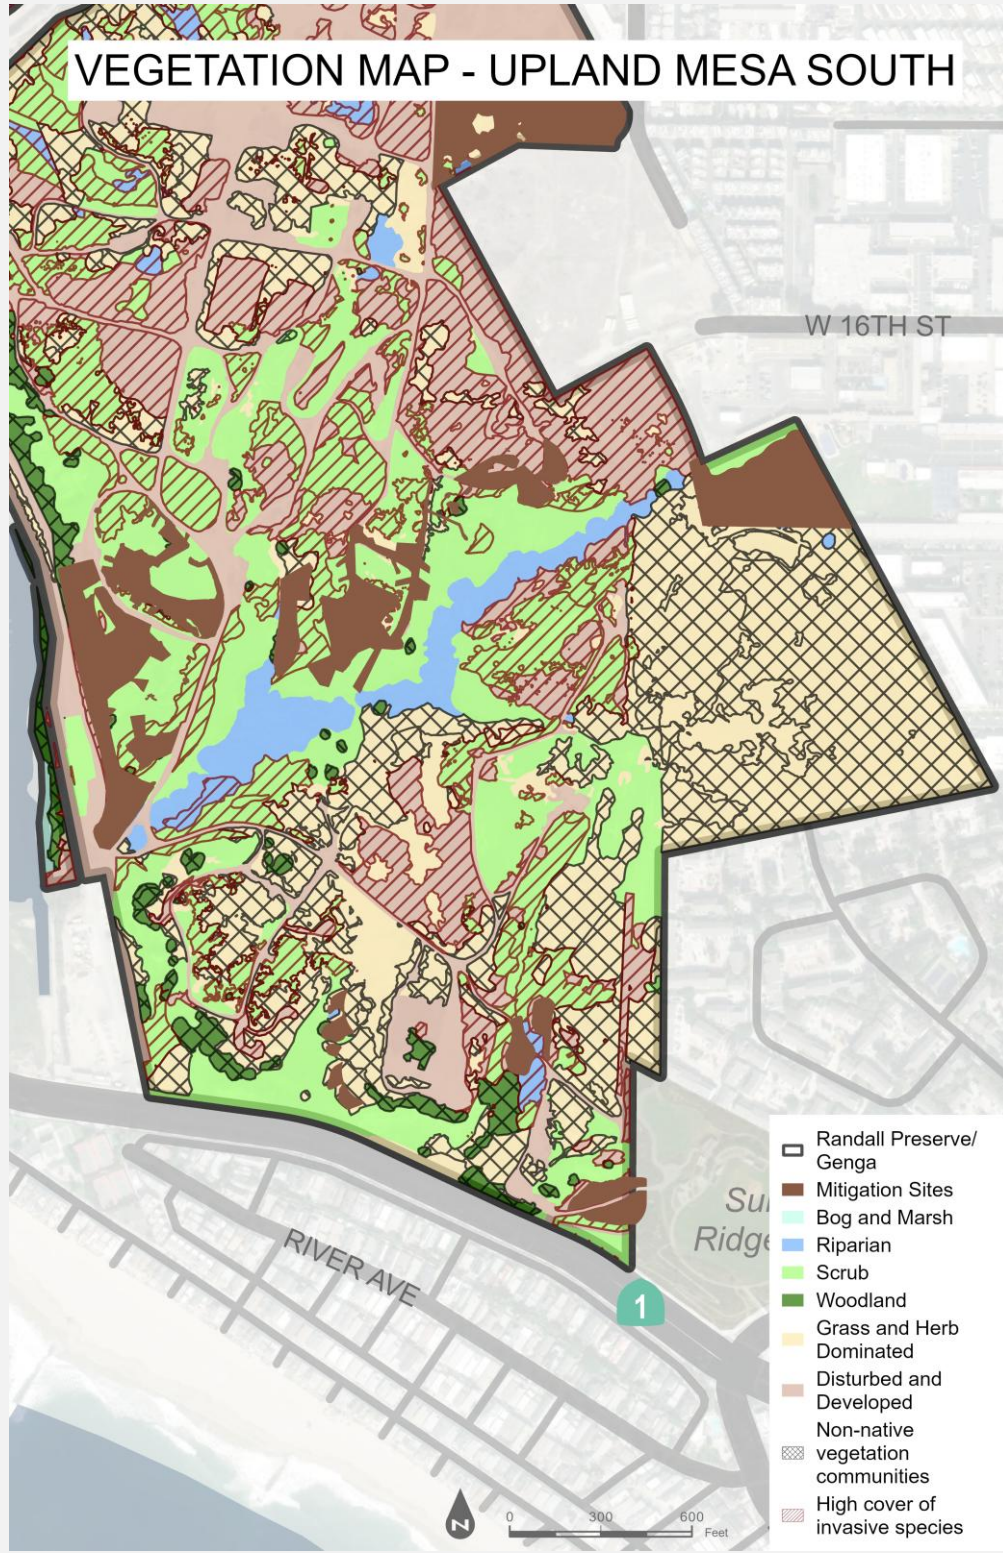 VEGETATION MAP - UPLAND MESA SOUTH
W 16TH ST
Randall Preserve/
Genga
Mitigation Sites
Bog and Marsh
Riparian
Scrub
Woodland
Grass and Herb
Dominated
Disturbed and
Developed
Non-native
vegetation
communities
High cover of
invasive species
Ridge
RIVER AVE
1
N
0 300 600
Feet